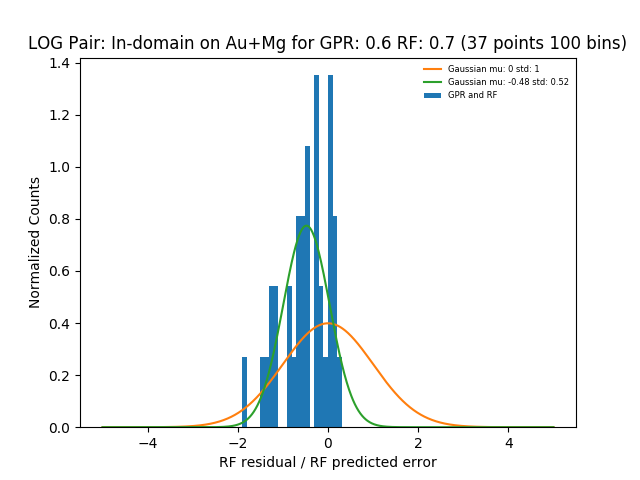 LOG Pair: In-domain on Au+Mg for GPR: 0.6 RF: 0.7 (37 points 100 bins)
Gaussian mu: 0 std: 1
Gaussian mu: -0.48 std: 0.52
GPR and RF
Normalized Counts
1.4
1.2
1.0
0.8
0.6
0.4
0.2
0.0
−4 −2 0 2 4
RF residual / RF predicted error